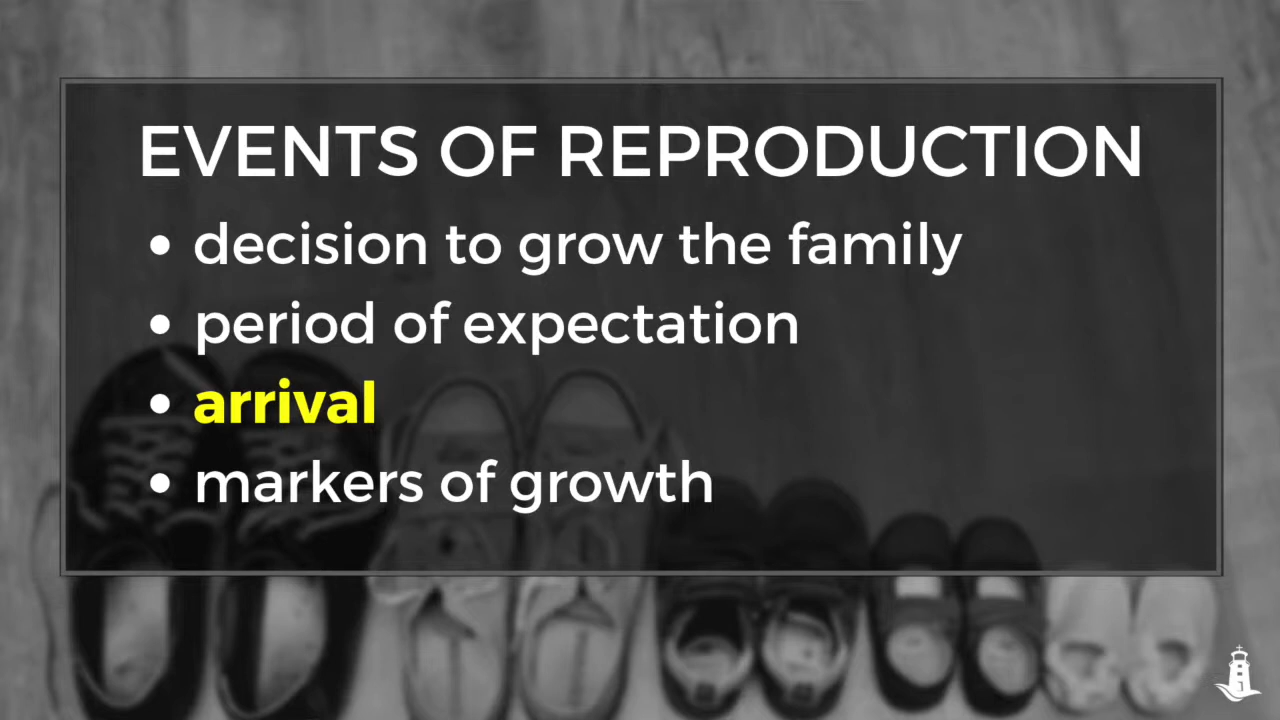 EVENTS OF REPRODUCTION
• decision to grow the family
• period of expectation
• arrival
• markers of growth